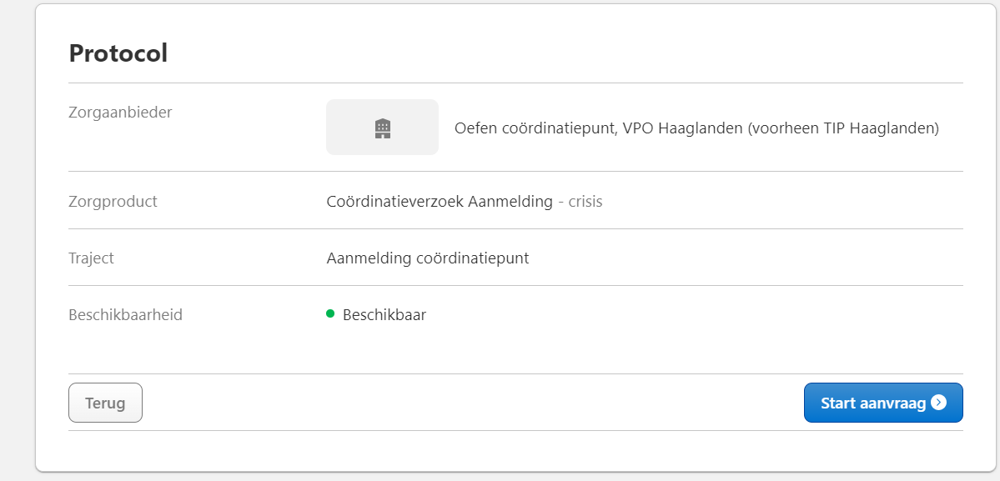 Protocol
Zorgaanbieder
Oefen coördinatiepunt, VPO Haaglanden (voorheen TIP Haaglanden)
Zorgproduct
Coördinatieverzoek Aanmelding - crisis
Traject
Aanmelding coördinatiepunt
Beschikbaarheid
Beschikbaar
Terug
Start aanvraag